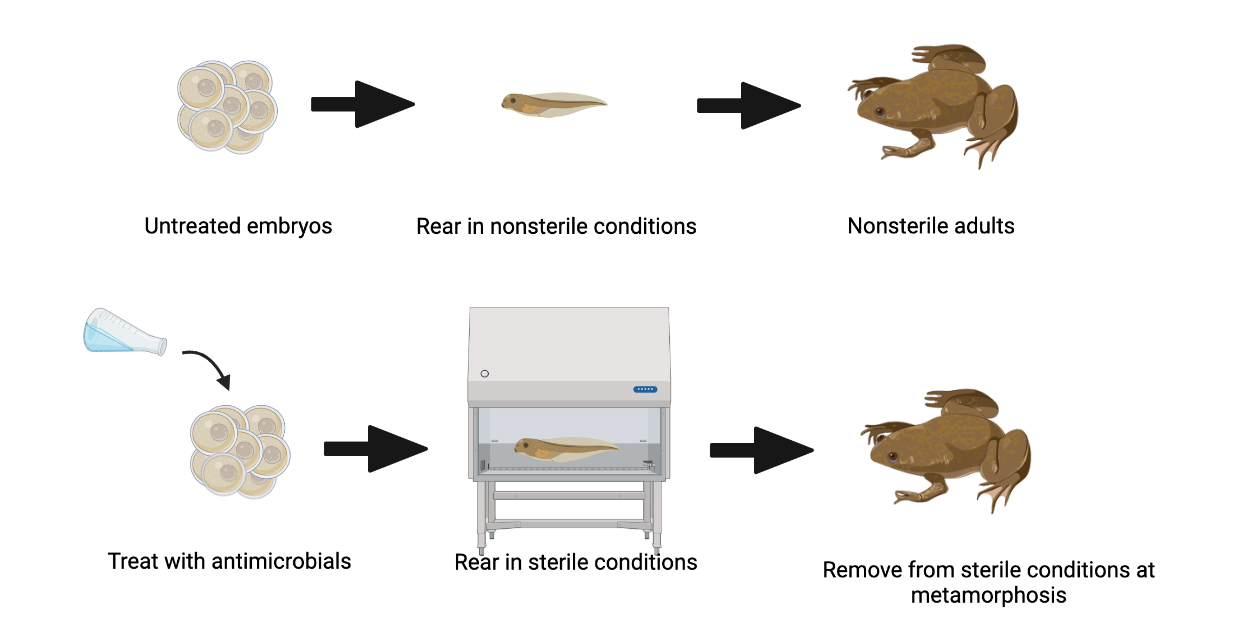 Untreated embryos
Rear in nonsterile conditions
Nonsterile adults
Treat with antimicrobials
Rear in sterile conditions
Remove from sterile conditions at
metamorphosis